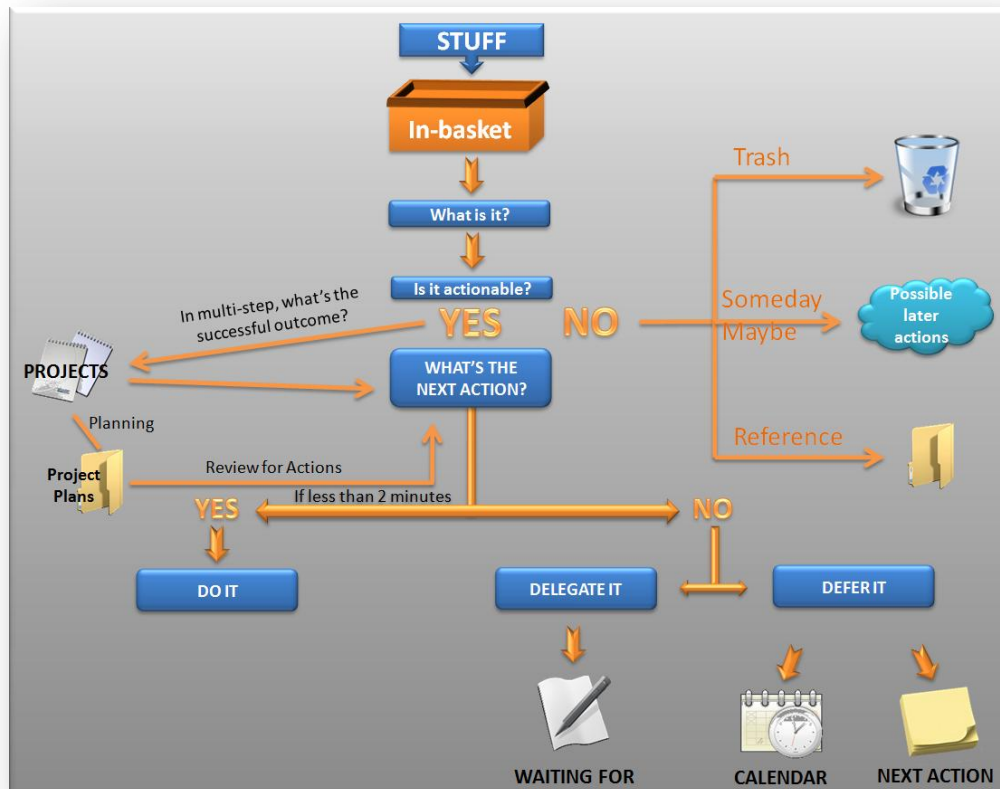 STUFF
In-basket
What is it?
Is it actionable?
YES
NO
Trash
Someday
Maybe
Possible
later
actions
Reference
In multi-step, what's the
successful outcome?
PROJECTS
WHAT'S THE
NEXT ACTION?
Planning
Project
Plans
Review for Actions
If less than 2 minutes
YES
NO
DO IT
DELEGATE IT
DEFER IT
WAITING FOR
CALENDAR
NEXT ACTION